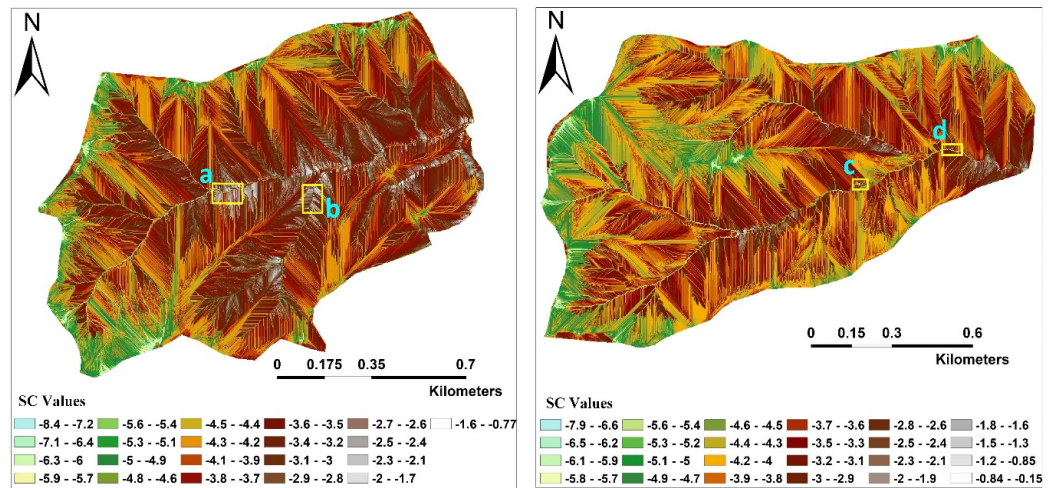 N
a
b
0 0.175 0.35 0.7
Kilometers
SC Values
-8.4 - -7.2 -5.6 - -5.4 -4.5 - -4.4 -3.6 - -3.5 -2.7 - -2.6 -1.6 - -0.77
-7.1 - -6.4 -5.3 - -5.1 -4.3 - -4.2 -3.4 - -3.2 -2.5 - -2.4
-6.3 - -6 -5 - -4.9 -4.1 - -3.9 -3.1 - -3 -2.3 - -2.1
-5.9 - -5.7 -4.8 - -4.6 -3.8 - -3.7 -2.9 - -2.8 -2 - -1.7
N
d
c
0 0.15 0.3 0.6
Kilometers
SC Values
-7.9 - -6.6 -5.6 - -5.4 -4.6 - -4.5 -3.7 - -3.6 -2.8 - -2.6 -1.8 - -1.6
-6.5 - -6.2 -5.3 - -5.2 -4.4 - -4.3 -3.5 - -3.3 -2.5 - -2.4 -1.5 - -1.3
-6.1 - -5.9 -5.1 - -5 -4.2 - -4 -3.2 - -3.1 -2.3 - -2.1 -1.2 - -0.85
-5.8 - -5.7 -4.9 - -4.7 -3.9 - -3.8 -3 - -2.9 -2 - -1.9 -0.84 - -0.15